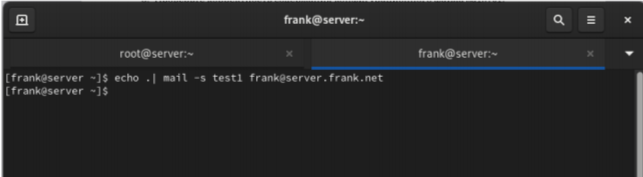 frank@server:~
root@server:~
frank@server:~
[frank@server ~]$ echo .| mail -s test1 frank@server.frank.net
[frank@server ~]$